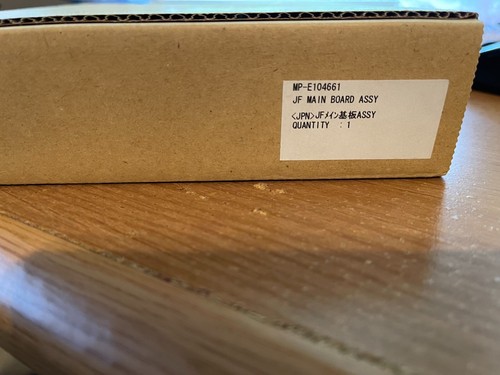 MP-E104661
JF MAIN BOARD ASSY
<JPN>JFメイン基板ASSY
QUANTITY : 1